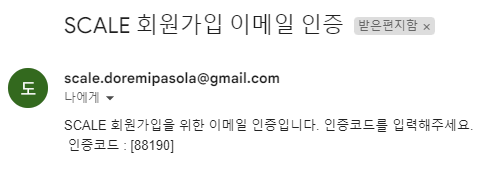 SCALE 회원가입 이메일 인증 받은편지함 ×
도
scale.doremipasola@gmail.com
나에게
SCALE 회원가입을 위한 이메일 인증입니다. 인증코드를 입력해주세요.
인증코드 : [88190]